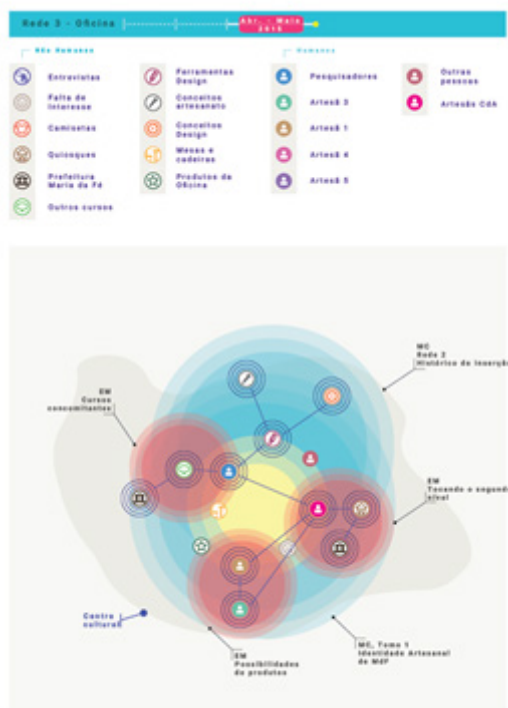 Rede 3 - Oficina
Abr. - Maio
2015
Não Humanos
Humanos
Entrevistas
Falta de
interesse
Camisetas
Quiosques
Prefeitura
Maria da Fé
Outros cursos
Ferramentas
Design
Conceitos
artesanato
Conceitos
Design
Mesas e
cadeiras
Produtos da
Oficina
Pesquisadores
Artesã 3
Artesã 1
Artesã 4
Artesã 5
Outras
pessoas
Artesãs CdA
MC
Rede 2
Histórico de inserção
EM
Cursos
concomitantes
EM
Tecendo o segundo
nível
Centro
cultural
EM
Possibilidades
de produtos
MC, Tomo 1
Identidade Artesanal
de MdF